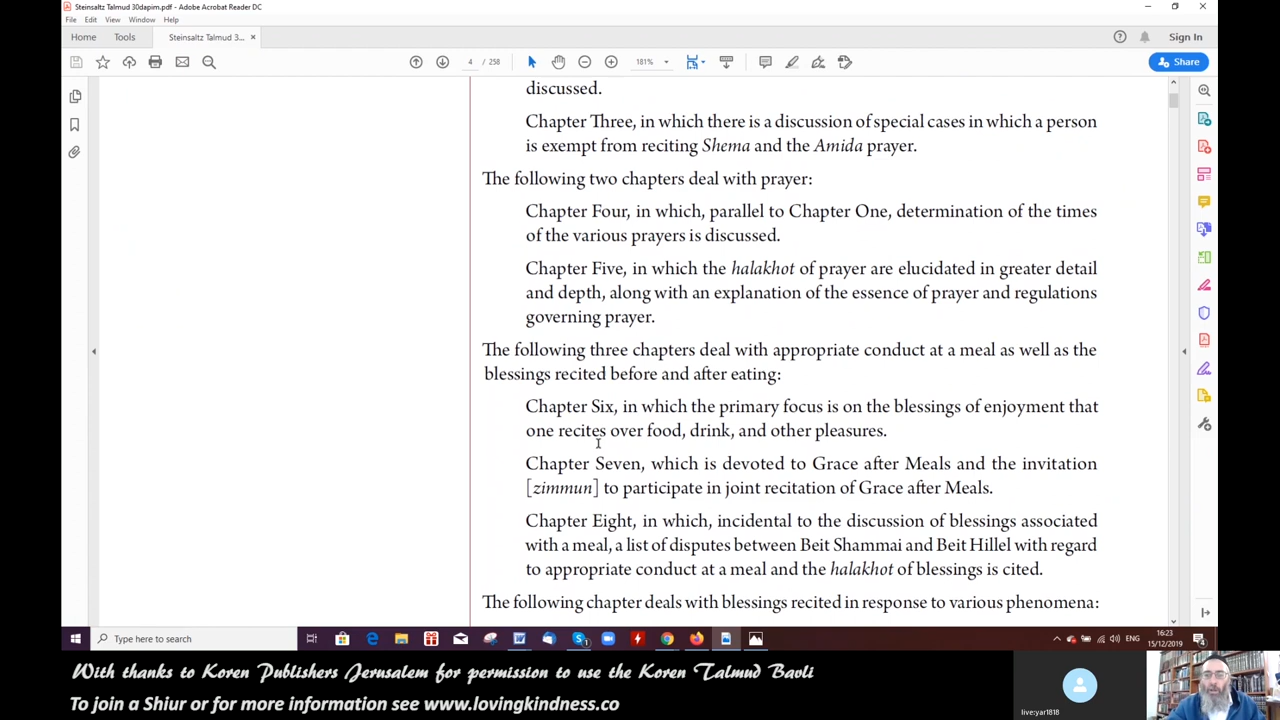 Steinsaltz Talmud 30dapim.pdf - Adobe Acrobat Reader DC
File Edit View Window Help
Home Tools Steinsaltz Talmud 3... × Sign In
4 / 258 181% Share
discussed.
Chapter Three, in which there is a discussion of special cases in which a person
is exempt from reciting Shema and the Amida prayer.
The following two chapters deal with prayer:
Chapter Four, in which, parallel to Chapter One, determination of the times
of the various prayers is discussed.
Chapter Five, in which the halakhot of prayer are elucidated in greater detail
and depth, along with an explanation of the essence of prayer and regulations
governing prayer.
The following three chapters deal with appropriate conduct at a meal as well as the
blessings recited before and after eating:
Chapter Six, in which the primary focus is on the blessings of enjoyment that
one recites over food, drink, and other pleasures.
Chapter Seven, which is devoted to Grace after Meals and the invitation
[zimmun] to participate in joint recitation of Grace after Meals.
Chapter Eight, in which, incidental to the discussion of blessings associated
with a meal, a list of disputes between Beit Shammai and Beit Hillel with regard
to appropriate conduct at a meal and the halakhot of blessings is cited.
The following chapter deals with blessings recited in response to various phenomena:
Type here to search
ENG
16:23
15/12/2019
With thanks to Koren Publishers Jerusalem for permission to use the Koren Talmud Bavli
To join a Shiur or for more information see www.lovingkindness.co
live:yar1818